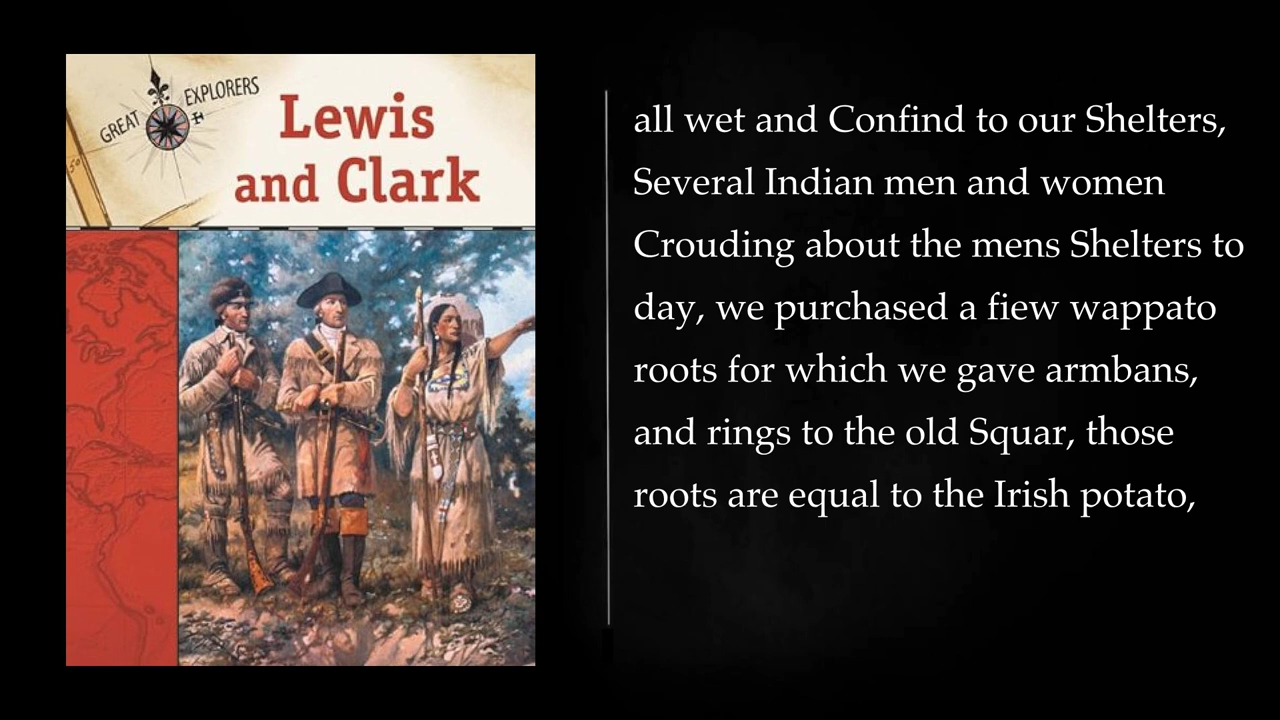 GREAT EXPLORERS
Lewis
and Clark
50
all wet and Confind to our Shelters,
Several Indian men and women
Crouding about the mens Shelters to
day, we purchased a fiew wappato
roots for which we gave armbans,
and rings to the old Squar, those
roots are equal to the Irish potato,